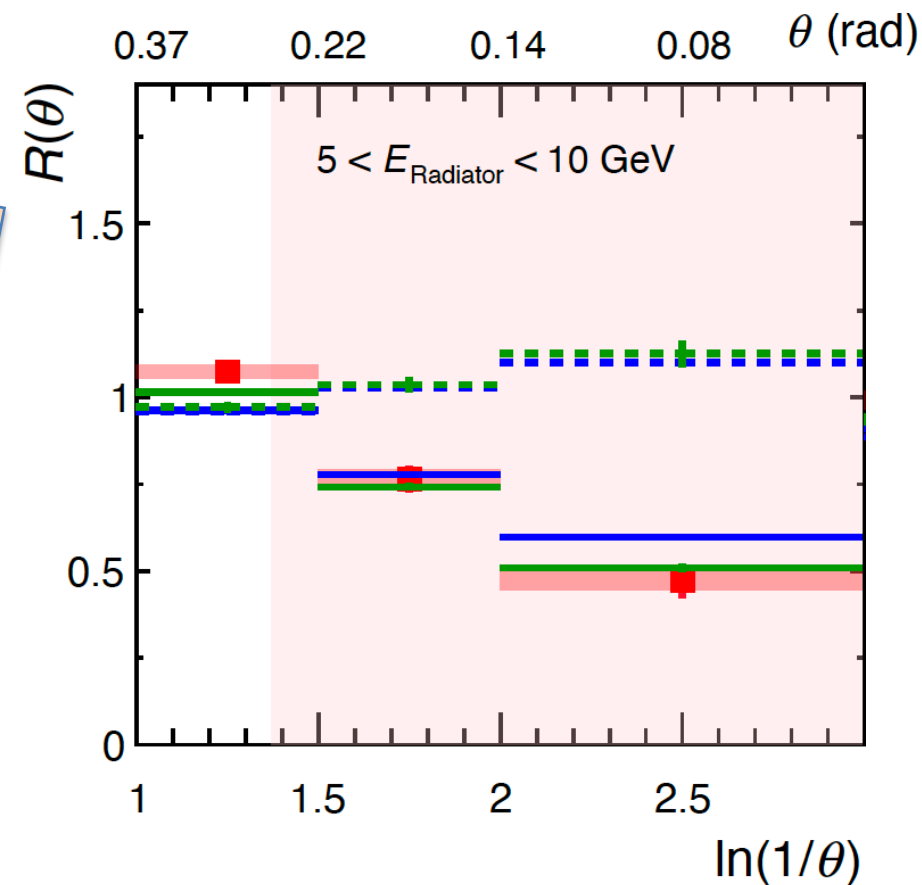 0.37 0.22 0.14 0.08 θ (rad)
R(θ)
5 < E_Radiator < 10 GeV
1.5
1
0.5
0
1 1.5 2 2.5
ln(1/θ)